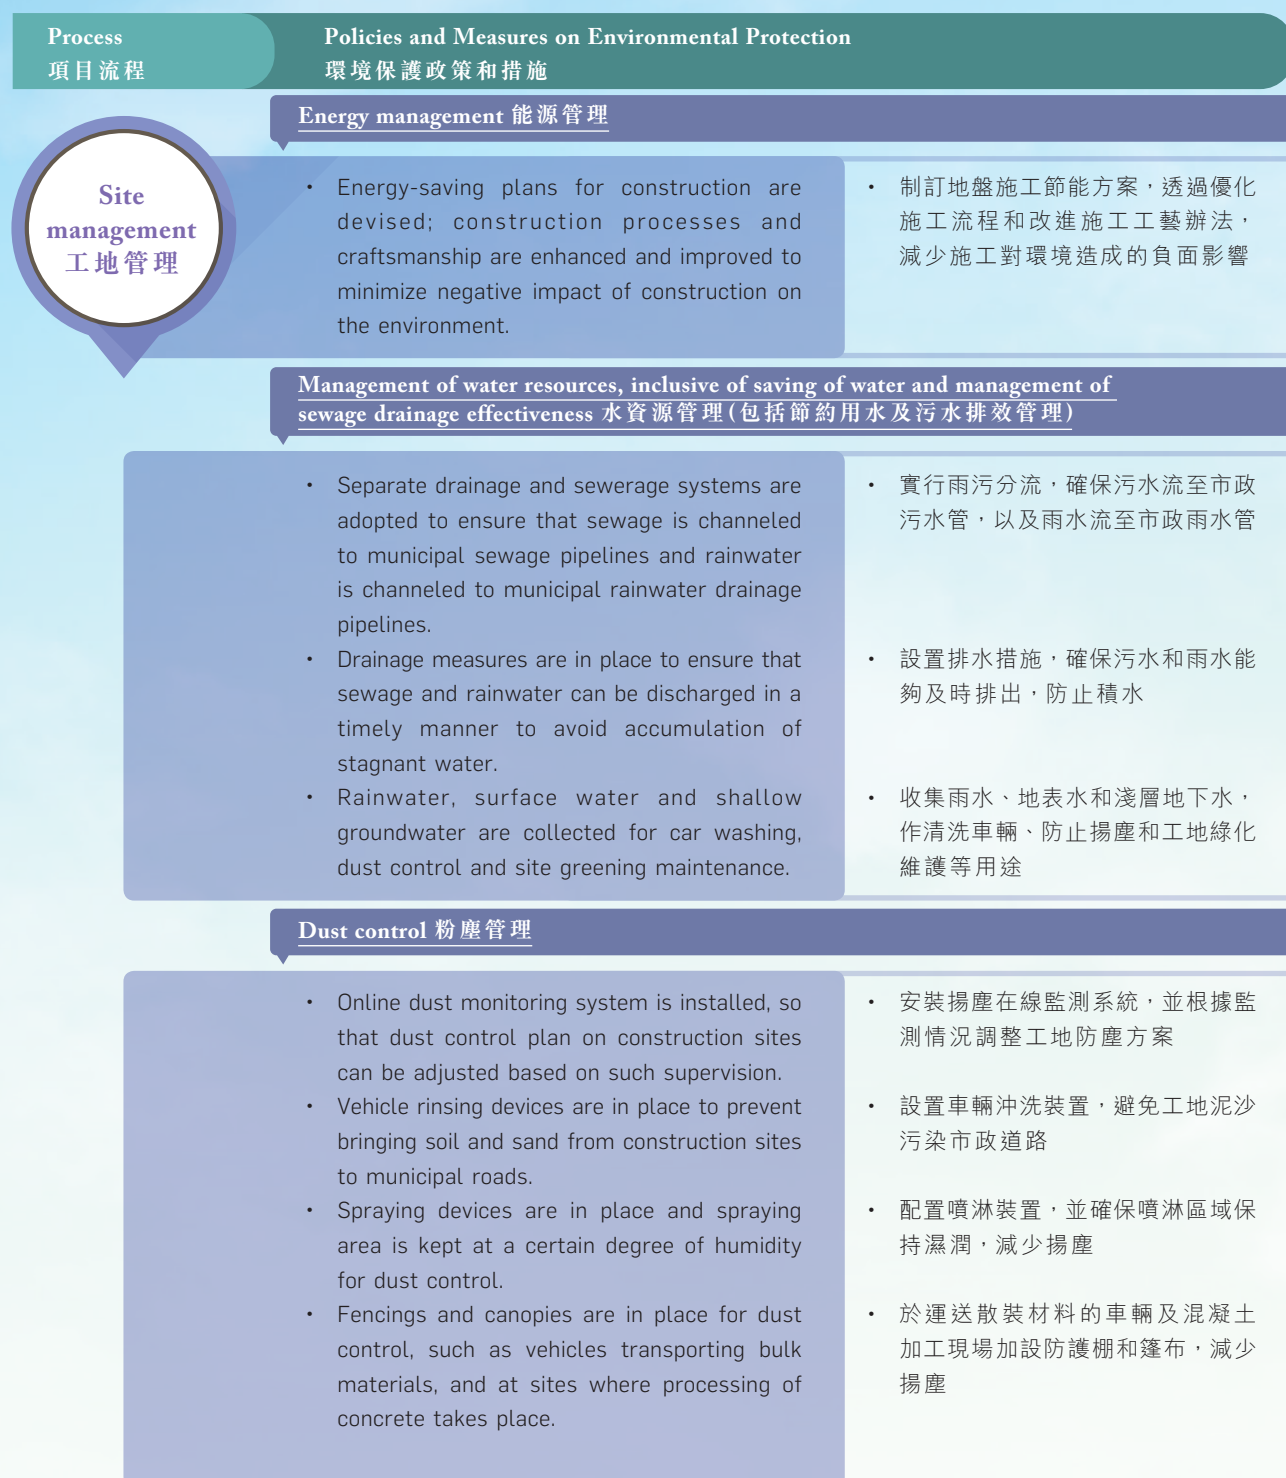 Process
項目流程
Policies and Measures on Environmental Protection
環境保護政策和措施
Site
management
工地管理
Energy management 能源管理
• Energy-saving plans for construction are
devised; construction processes and
craftsmanship are enhanced and improved to
minimize negative impact of construction on
the environment.
• 制訂地盤施工節能方案，透過優化
施工流程和改進施工工藝辦法，
減少施工對環境造成的負面影響
Management of water resources, inclusive of saving of water and management of
sewage drainage effectiveness 水資源管理(包括節約用水及污水排效管理)
• Separate drainage and sewerage systems are
adopted to ensure that sewage is channeled
to municipal sewage pipelines and rainwater
is channeled to municipal rainwater drainage
pipelines.
• 實行雨污分流，確保污水流至市政
污水管，以及雨水流至市政雨水管
• Drainage measures are in place to ensure that
sewage and rainwater can be discharged in a
timely manner to avoid accumulation of
stagnant water.
• 設置排水措施，確保污水和雨水能
夠及時排出，防止積水
• Rainwater, surface water and shallow
groundwater are collected for car washing,
dust control and site greening maintenance.
• 收集雨水、地表水和淺層地下水，
作清洗車輛、防止揚塵和工地綠化
維護等用途
Dust control 粉塵管理
• Online dust monitoring system is installed, so
that dust control plan on construction sites
can be adjusted based on such supervision.
• 安裝揚塵在線監測系統，並根據監
測情況調整工地防塵方案
• Vehicle rinsing devices are in place to prevent
bringing soil and sand from construction sites
to municipal roads.
• 設置車輛沖洗裝置，避免工地泥沙
污染市政道路
• Spraying devices are in place and spraying
area is kept at a certain degree of humidity
for dust control.
• 配置噴淋裝置，並確保噴淋區域保
持濕潤，減少揚塵
• Fencings and canopies are in place for dust
control, such as vehicles transporting bulk
materials, and at sites where processing of
concrete takes place.
• 於運送散裝材料的車輛及混凝土
加工現場加設防護棚和篷布，減少
揚塵